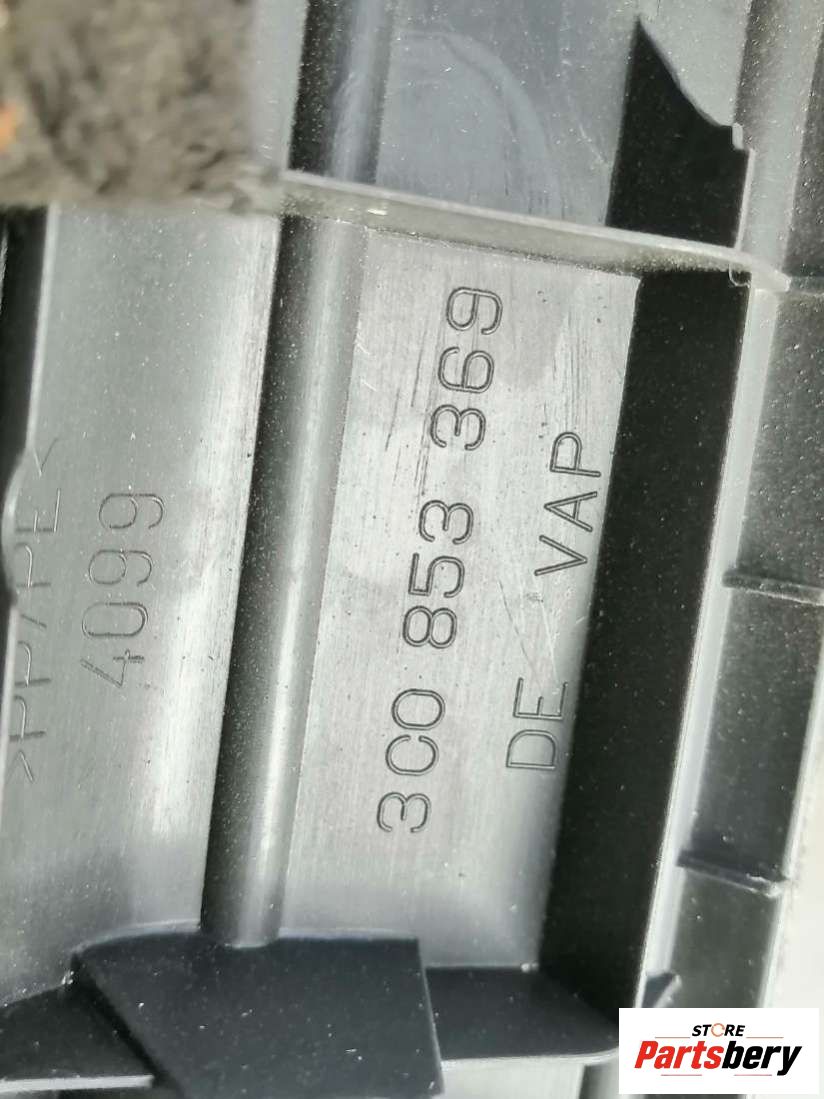 >PP/PE<
4099
3C0 853 369
DE VAP
STORE
Partsbery